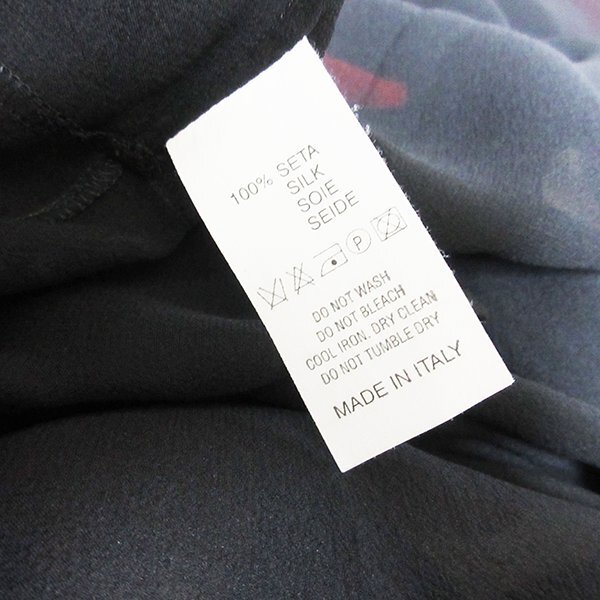 100% SETA
SILK
SOIE
SEIDE
P
DO NOT WASH
DO NOT BLEACH
COOL IRON. DRY CLEAN
DO NOT TUMBLE DRY
MADE IN ITALY